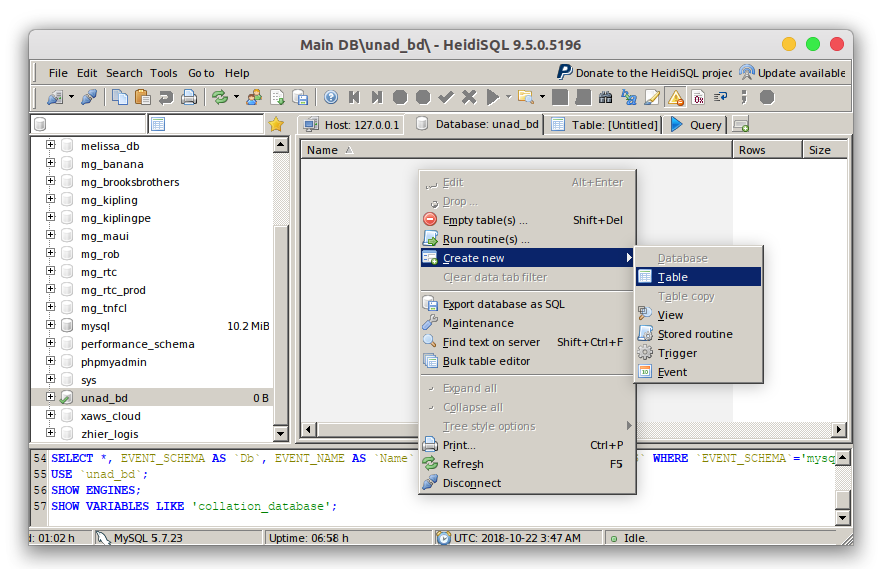 Main DB\unad_bd\ - HeidiSQL 9.5.0.5196
File Edit Search Tools Go to Help
Donate to the HeidiSQL projec
Update available
Host: 127.0.0.1
Database: unad_bd
Table: [Untitled]
Query
melissa_db
mg_banana
mg_brooksbrothers
mg_kipling
mg_kiplingpe
mg_maui
mg_rob
mg_rtc
mg_rtc_prod
mg_tnfcl
mysql 10.2 MiB
performance_schema
phpmyadmin
sys
unad_bd 0 B
xaws_cloud
zhier_logis
Name Rows Size
Edit Alt+Enter
Drop ...
Empty table(s) ... Shift+Del
Run routine(s) ...
Create new
Clear data tab filter
Export database as SQL
Maintenance
Find text on server Shift+Ctrl+F
Bulk table editor
Expand all
Collapse all
Tree style options
Print... Ctrl+P
Refresh F5
Disconnect
Database
Table
Table copy
View
Stored routine
Trigger
Event
54 SELECT *, EVENT_SCHEMA AS `Db`, EVENT_NAME AS `Name` WHERE `EVENT_SCHEMA`='mysq
55 USE `unad_bd`;
56 SHOW ENGINES;
57 SHOW VARIABLES LIKE 'collation_database';
d: 01:02 h
MySQL 5.7.23
Uptime: 06:58 h
UTC: 2018-10-22 3:47 AM
Idle.